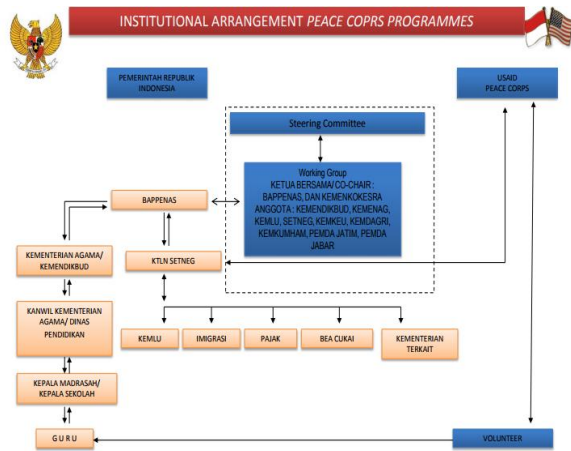 INSTITUTIONAL ARRANGEMENT PEACE COPRS PROGRAMMES
PEMERINTAH REPUBLIK
INDONESIA
USAID
PEACE CORPS
Steering Committee
Working Group
KETUA BERSAMA/ CO-CHAIR :
BAPPENAS, DAN KEMENKOKESRA
ANGGOTA : KEMENDIKBUD, KEMENAG,
KEMLU, SETNEG, KEMKEU, KEMDAGRI,
KEMKUMHAM, PEMDA JATIM, PEMDA
JABAR
BAPPENAS
KEMENTERIAN AGAMA/
KEMENDIKBUD
KTLN SETNEG
KANWIL KEMENTERIAN
AGAMA/ DINAS
PENDIDIKAN
KEMLU
IMIGRASI
PAJAK
BEA CUKAI
KEMENTERIAN
TERKAIT
KEPALA MADRASAH/
KEPALA SEKOLAH
G U R U
VOLUNTEER